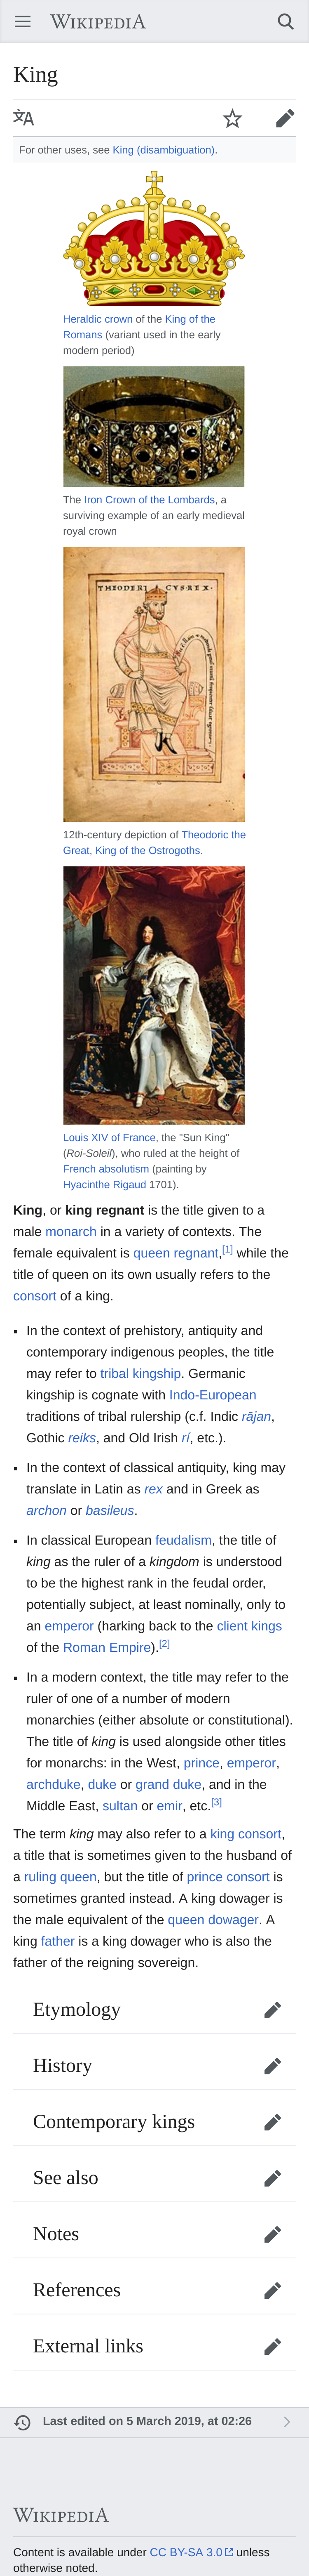 WIKIPEDIA
King
For other uses, see King (disambiguation).
Heraldic crown of the King of the
Romans (variant used in the early
modern period)
The Iron Crown of the Lombards, a
surviving example of an early medieval
royal crown
THEODERICVS·REX·
12th-century depiction of Theodoric the
Great, King of the Ostrogoths.
Louis XIV of France, the "Sun King"
(Roi-Soleil), who ruled at the height of
French absolutism (painting by
Hyacinthe Rigaud 1701).
King, or king regnant is the title given to a
male monarch in a variety of contexts. The
female equivalent is queen regnant,[1] while the
title of queen on its own usually refers to the
consort of a king.
▪ In the context of prehistory, antiquity and
contemporary indigenous peoples, the title
may refer to tribal kingship. Germanic
kingship is cognate with Indo-European
traditions of tribal rulership (c.f. Indic rājan,
Gothic reiks, and Old Irish rí, etc.).
▪ In the context of classical antiquity, king may
translate in Latin as rex and in Greek as
archon or basileus.
▪ In classical European feudalism, the title of
king as the ruler of a kingdom is understood
to be the highest rank in the feudal order,
potentially subject, at least nominally, only to
an emperor (harking back to the client kings
of the Roman Empire).[2]
▪ In a modern context, the title may refer to the
ruler of one of a number of modern
monarchies (either absolute or constitutional).
The title of king is used alongside other titles
for monarchs: in the West, prince, emperor,
archduke, duke or grand duke, and in the
Middle East, sultan or emir, etc.[3]
The term king may also refer to a king consort,
a title that is sometimes given to the husband of
a ruling queen, but the title of prince consort is
sometimes granted instead. A king dowager is
the male equivalent of the queen dowager. A
king father is a king dowager who is also the
father of the reigning sovereign.
Etymology
History
Contemporary kings
See also
Notes
References
External links
Last edited on 5 March 2019, at 02:26
WIKIPEDIA
Content is available under CC BY-SA 3.0 unless
otherwise noted.